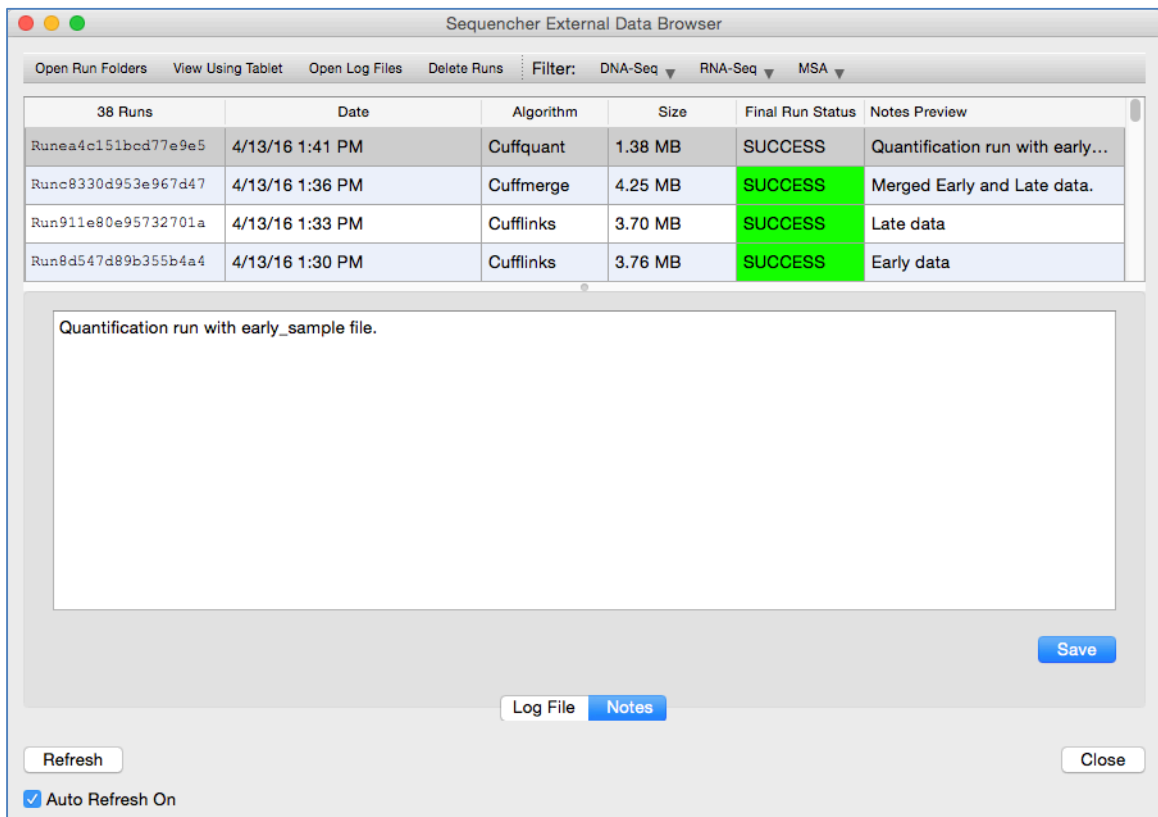 Sequencher External Data Browser
Open Run Folders View Using Tablet Open Log Files Delete Runs Filter: DNA-Seq RNA-Seq MSA
38 Runs Date Algorithm Size Final Run Status Notes Preview
Runea4c151bcd77e9e5 4/13/16 1:41 PM Cuffquant 1.38 MB SUCCESS Quantification run with early...
Runc8330d953e967d47 4/13/16 1:36 PM Cuffmerge 4.25 MB SUCCESS Merged Early and Late data.
Run911e80e95732701a 4/13/16 1:33 PM Cufflinks 3.70 MB SUCCESS Late data
Run8d547d89b355b4a4 4/13/16 1:30 PM Cufflinks 3.76 MB SUCCESS Early data
Quantification run with early_sample file.
Save
Log File Notes
Refresh Close
Auto Refresh On